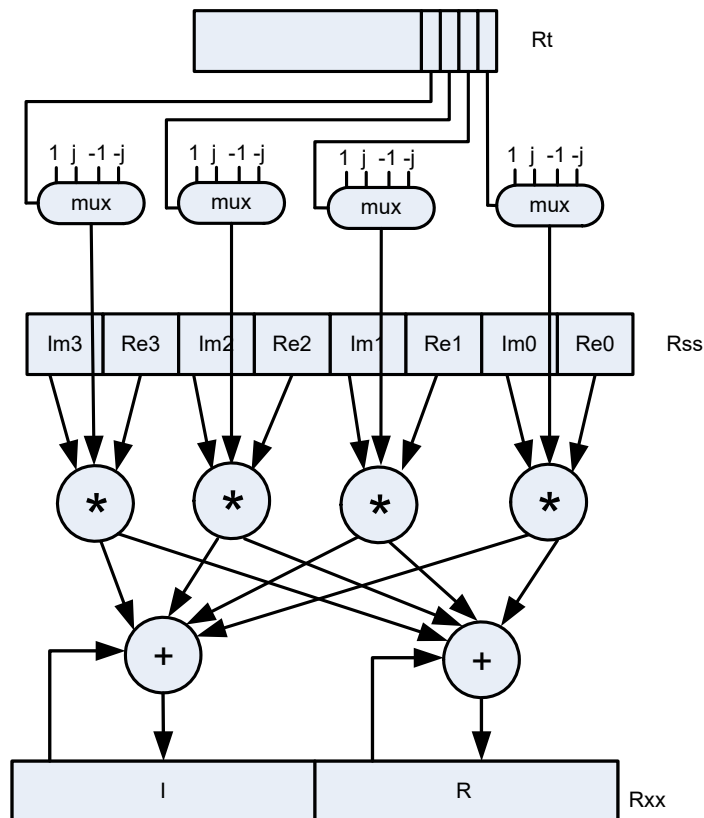 Rt
1 j -1 -j
1 j -1 -j
1 j -1 -j
1 j -1 -j
mux
mux
mux
mux
Im3 Re3 Im2 Re2 Im1 Re1 Im0 Re0
Rss
* * * *
+ +
I R
Rxx